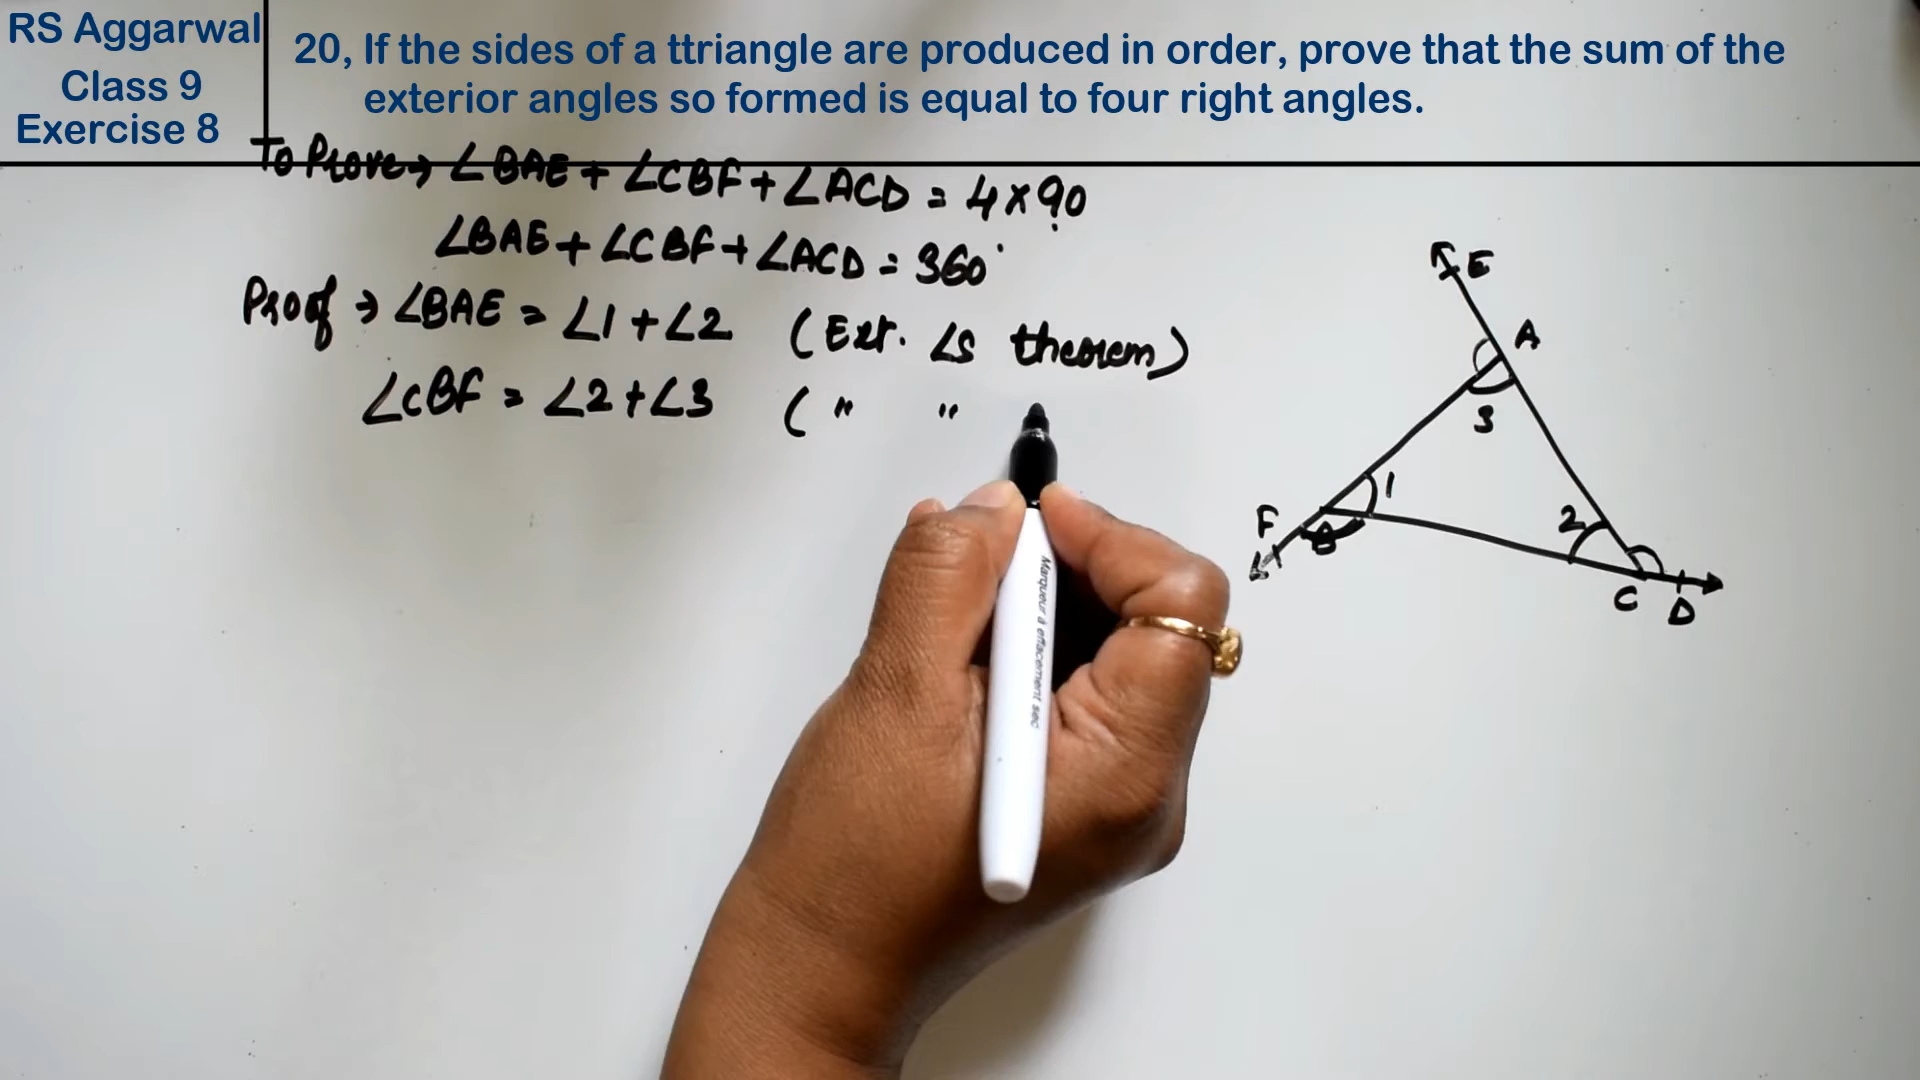 RS Aggarwal
Class 9
Exercise 8
20, If the sides of a ttriangle are produced in order, prove that the sum of the
exterior angles so formed is equal to four right angles.
To Prove → ∠BAE + ∠CBF + ∠ACD = 4 × 90
∠BAE + ∠CBF + ∠ACD = 360°
Proof → ∠BAE = ∠1 + ∠2 (Ext. ∠s theorem)
∠CBF = ∠2 + ∠3 ( " "
E
A
3
1
F
B
2
C
D
Marqueur à effacement sec